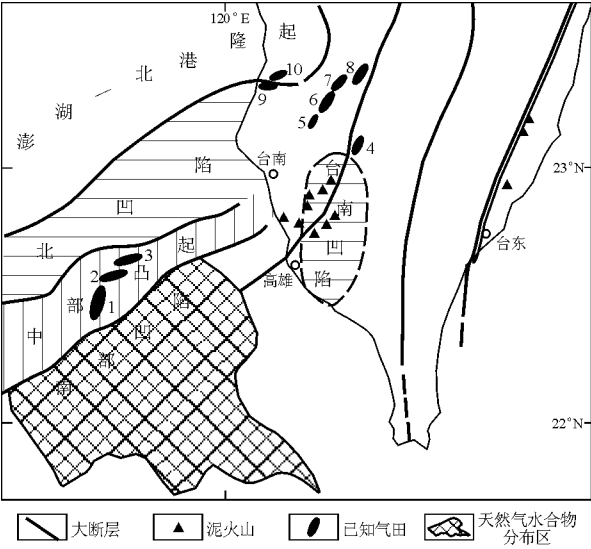 120°E
隆 起
港
北
湖
澎
10
9
8
7
6
5
4
台南
23°N
陷
凹
北
台
南
凹
陷
高雄
台东
起
凸
部
中
3
2
1
陷
凹
部
南
22°N
大断层
泥火山
已知气田
天然气水合物
分布区